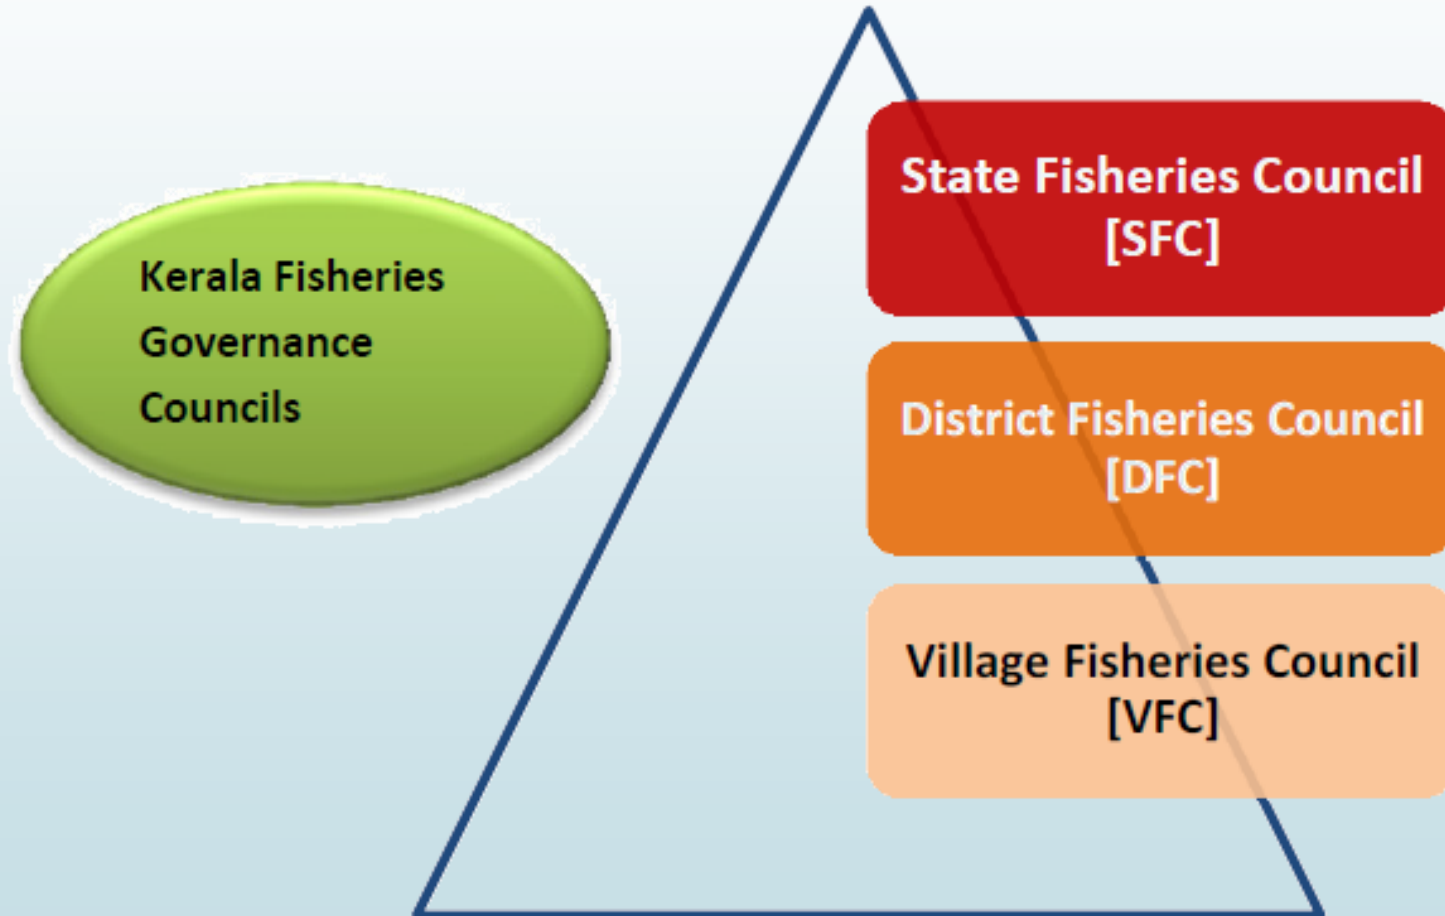 Kerala Fisheries
Governance
Councils
State Fisheries Council
[SFC]
District Fisheries Council
[DFC]
Village Fisheries Council
[VFC]